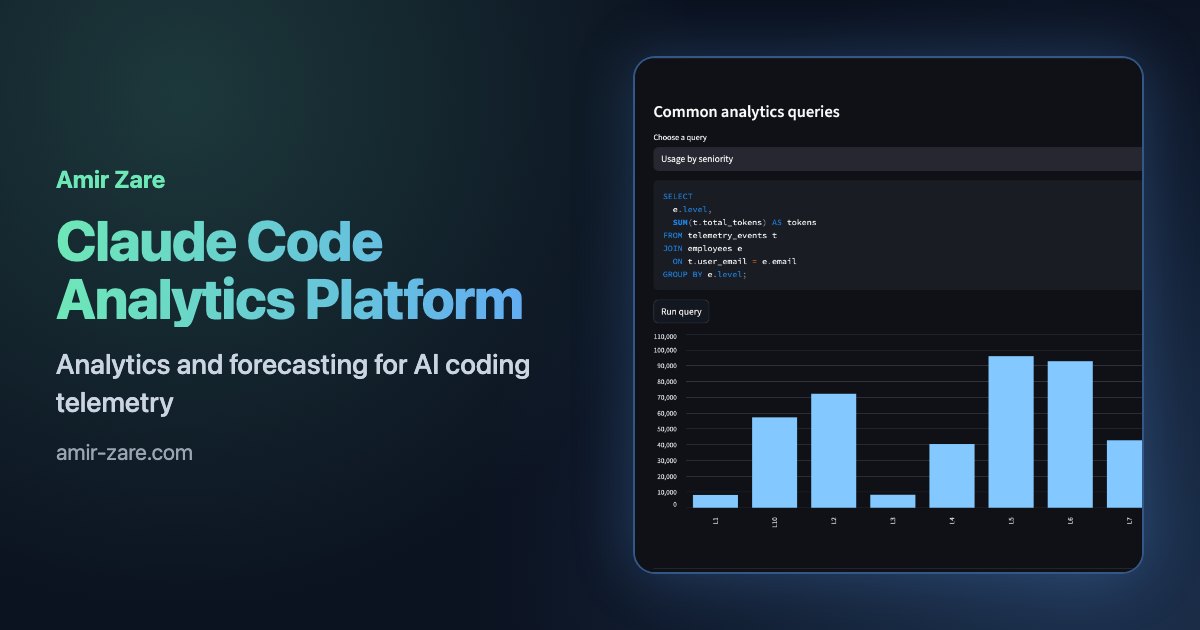 Amir Zare
Claude Code
Analytics Platform
Analytics and forecasting for AI coding
telemetry
amir-zare.com
Common analytics queries
Choose a query
Usage by seniority
SELECT
e.level,
SUM(t.total_tokens) AS tokens
FROM telemetry_events t
JOIN employees e
ON t.user_email = e.email
GROUP BY e.level;
Run query
110,000
100,000
90,000
80,000
70,000
60,000
50,000
40,000
30,000
20,000
10,000
0
L1 L10 L2 L3 L4 L5 L6 L7